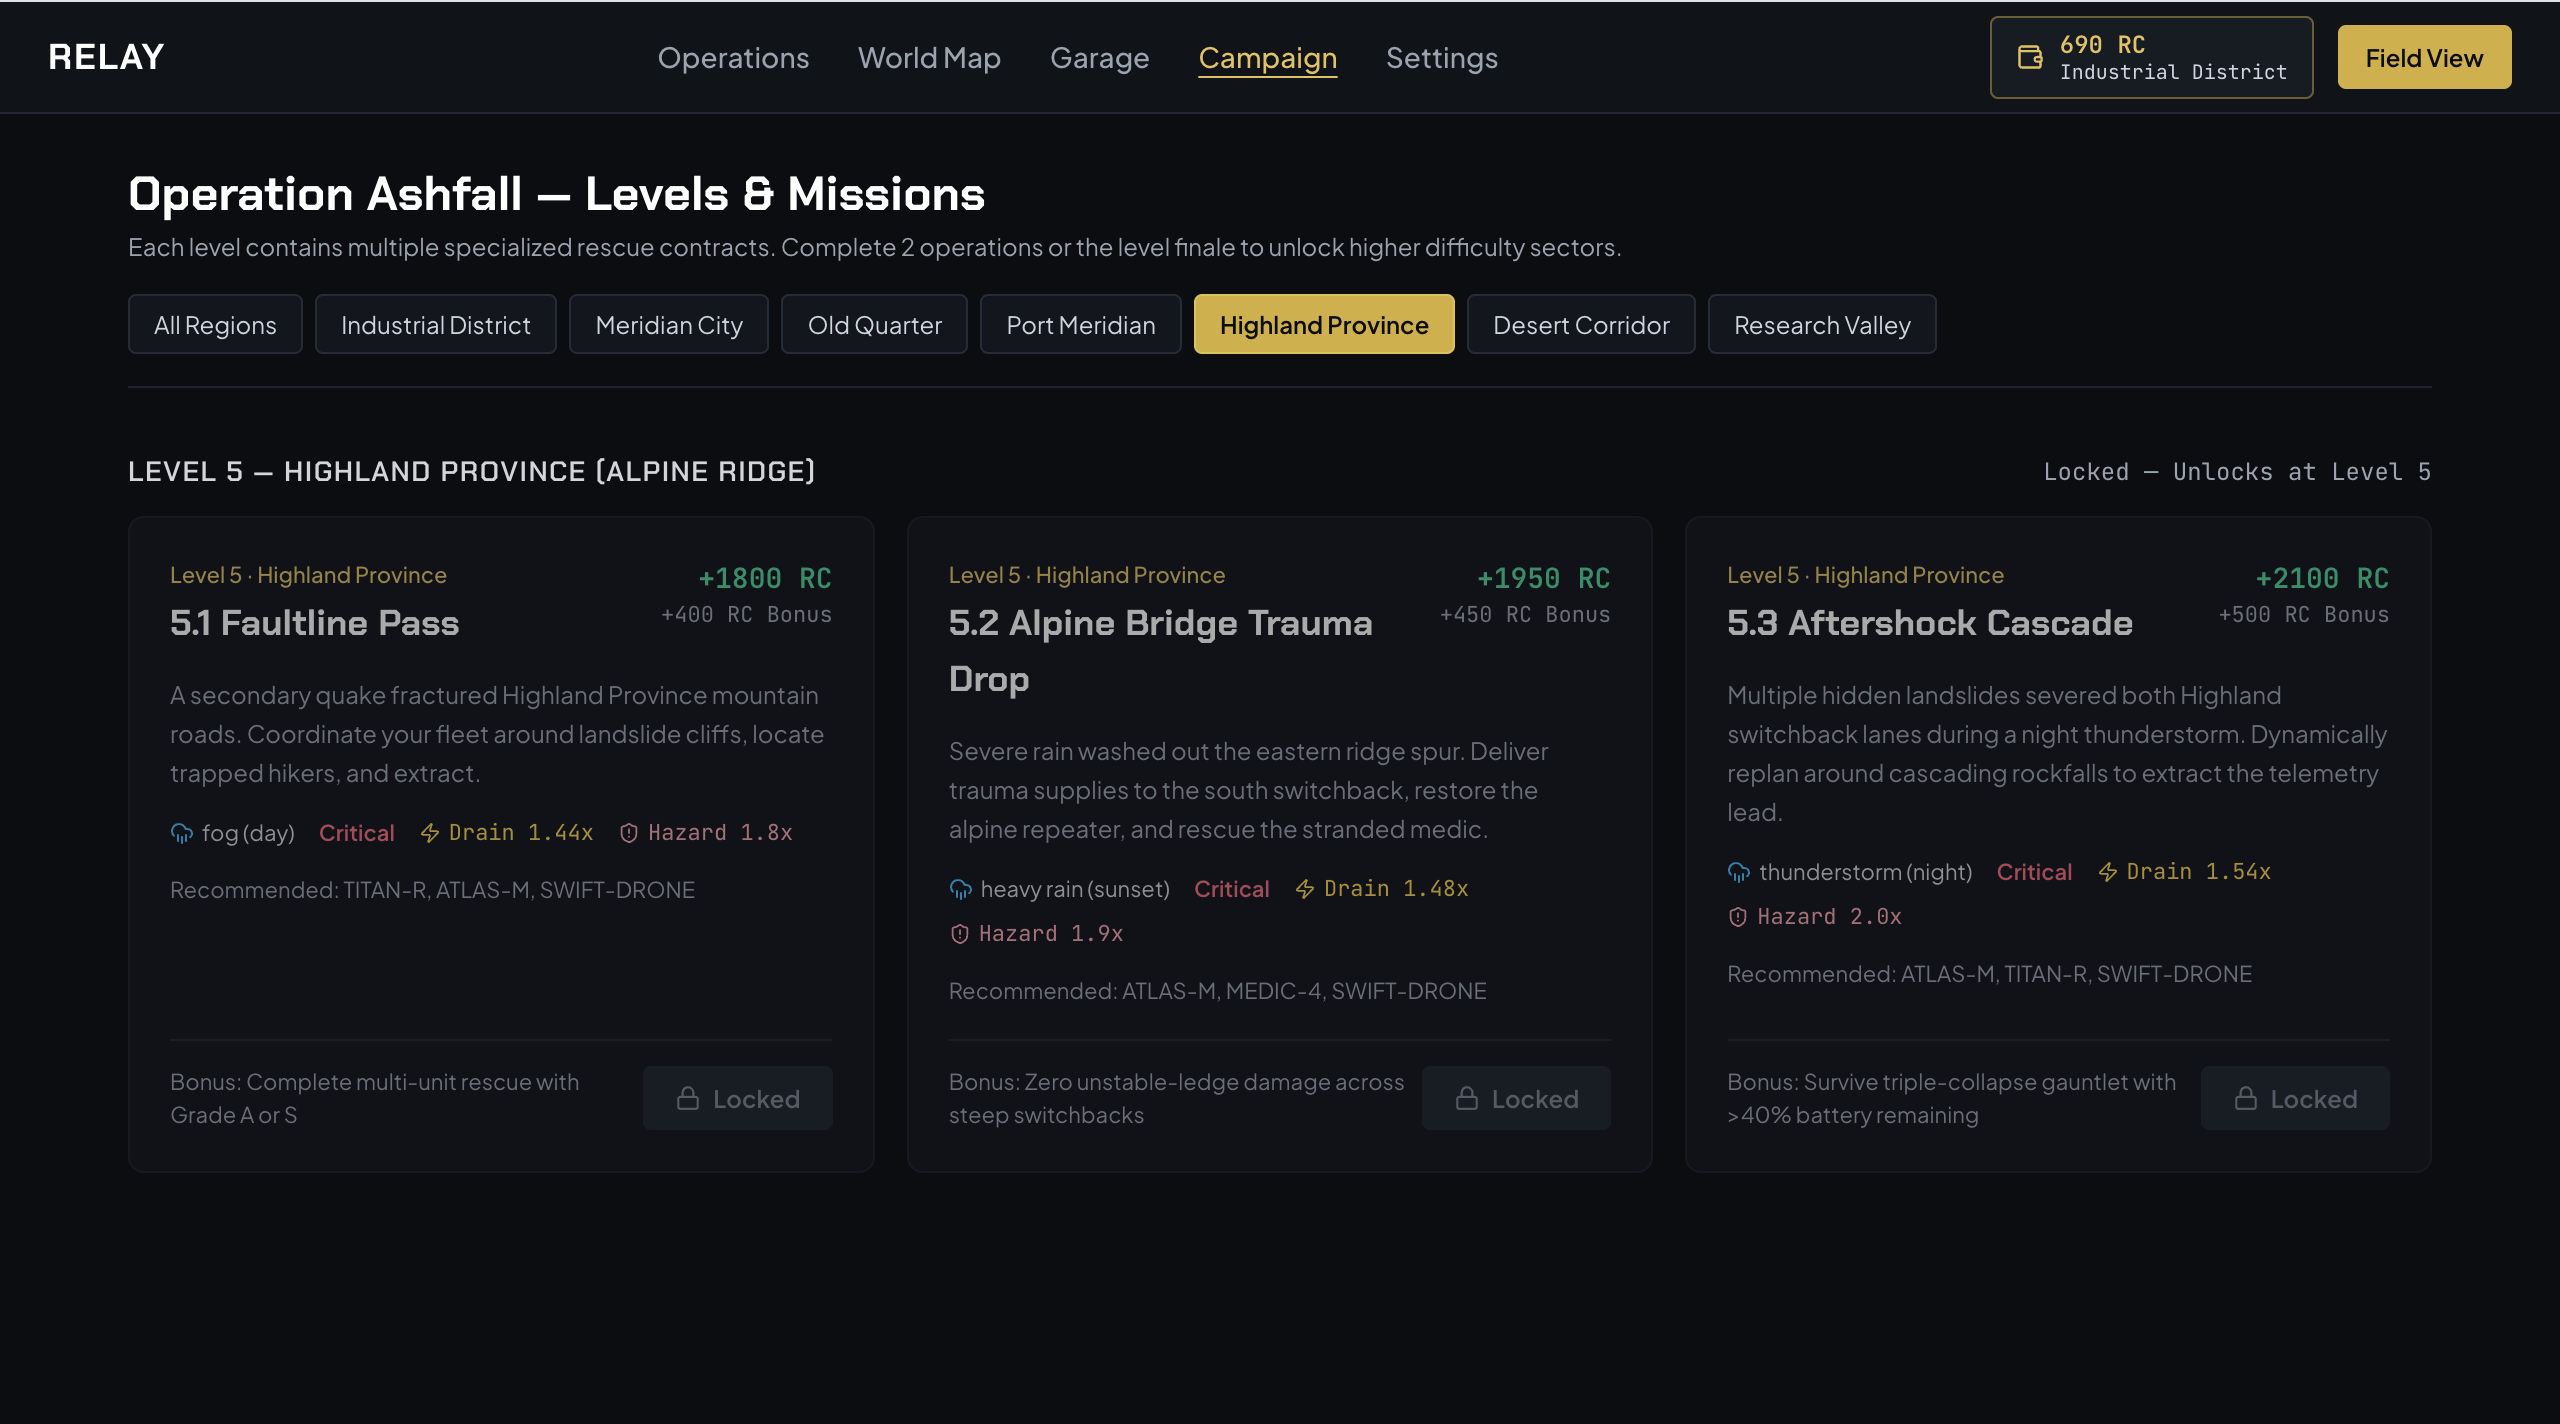 RELAY
Operations
World Map
Garage
Campaign
Settings
690 RC
Industrial District
Field View
Operation Ashfall — Levels & Missions
Each level contains multiple specialized rescue contracts. Complete 2 operations or the level finale to unlock higher difficulty sectors.
All Regions
Industrial District
Meridian City
Old Quarter
Port Meridian
Highland Province
Desert Corridor
Research Valley
LEVEL 5 — HIGHLAND PROVINCE (ALPINE RIDGE)
Locked — Unlocks at Level 5
Level 5 · Highland Province
+1800 RC
5.1 Faultline Pass
+400 RC Bonus
A secondary quake fractured Highland Province mountain
roads. Coordinate your fleet around landslide cliffs, locate
trapped hikers, and extract.
fog (day) Critical Drain 1.44x Hazard 1.8x
Recommended: TITAN-R, ATLAS-M, SWIFT-DRONE
Bonus: Complete multi-unit rescue with
Grade A or S
Locked
Level 5 · Highland Province
+1950 RC
5.2 Alpine Bridge Trauma
Drop
+450 RC Bonus
Severe rain washed out the eastern ridge spur. Deliver
trauma supplies to the south switchback, restore the
alpine repeater, and rescue the stranded medic.
heavy rain (sunset) Critical Drain 1.48x
Hazard 1.9x
Recommended: ATLAS-M, MEDIC-4, SWIFT-DRONE
Bonus: Zero unstable-ledge damage across
steep switchbacks
Locked
Level 5 · Highland Province
+2100 RC
5.3 Aftershock Cascade
+500 RC Bonus
Multiple hidden landslides severed both Highland
switchback lanes during a night thunderstorm. Dynamically
replan around cascading rockfalls to extract the telemetry
lead.
thunderstorm (night) Critical Drain 1.54x
Hazard 2.0x
Recommended: ATLAS-M, TITAN-R, SWIFT-DRONE
Bonus: Survive triple-collapse gauntlet with
>40% battery remaining
Locked